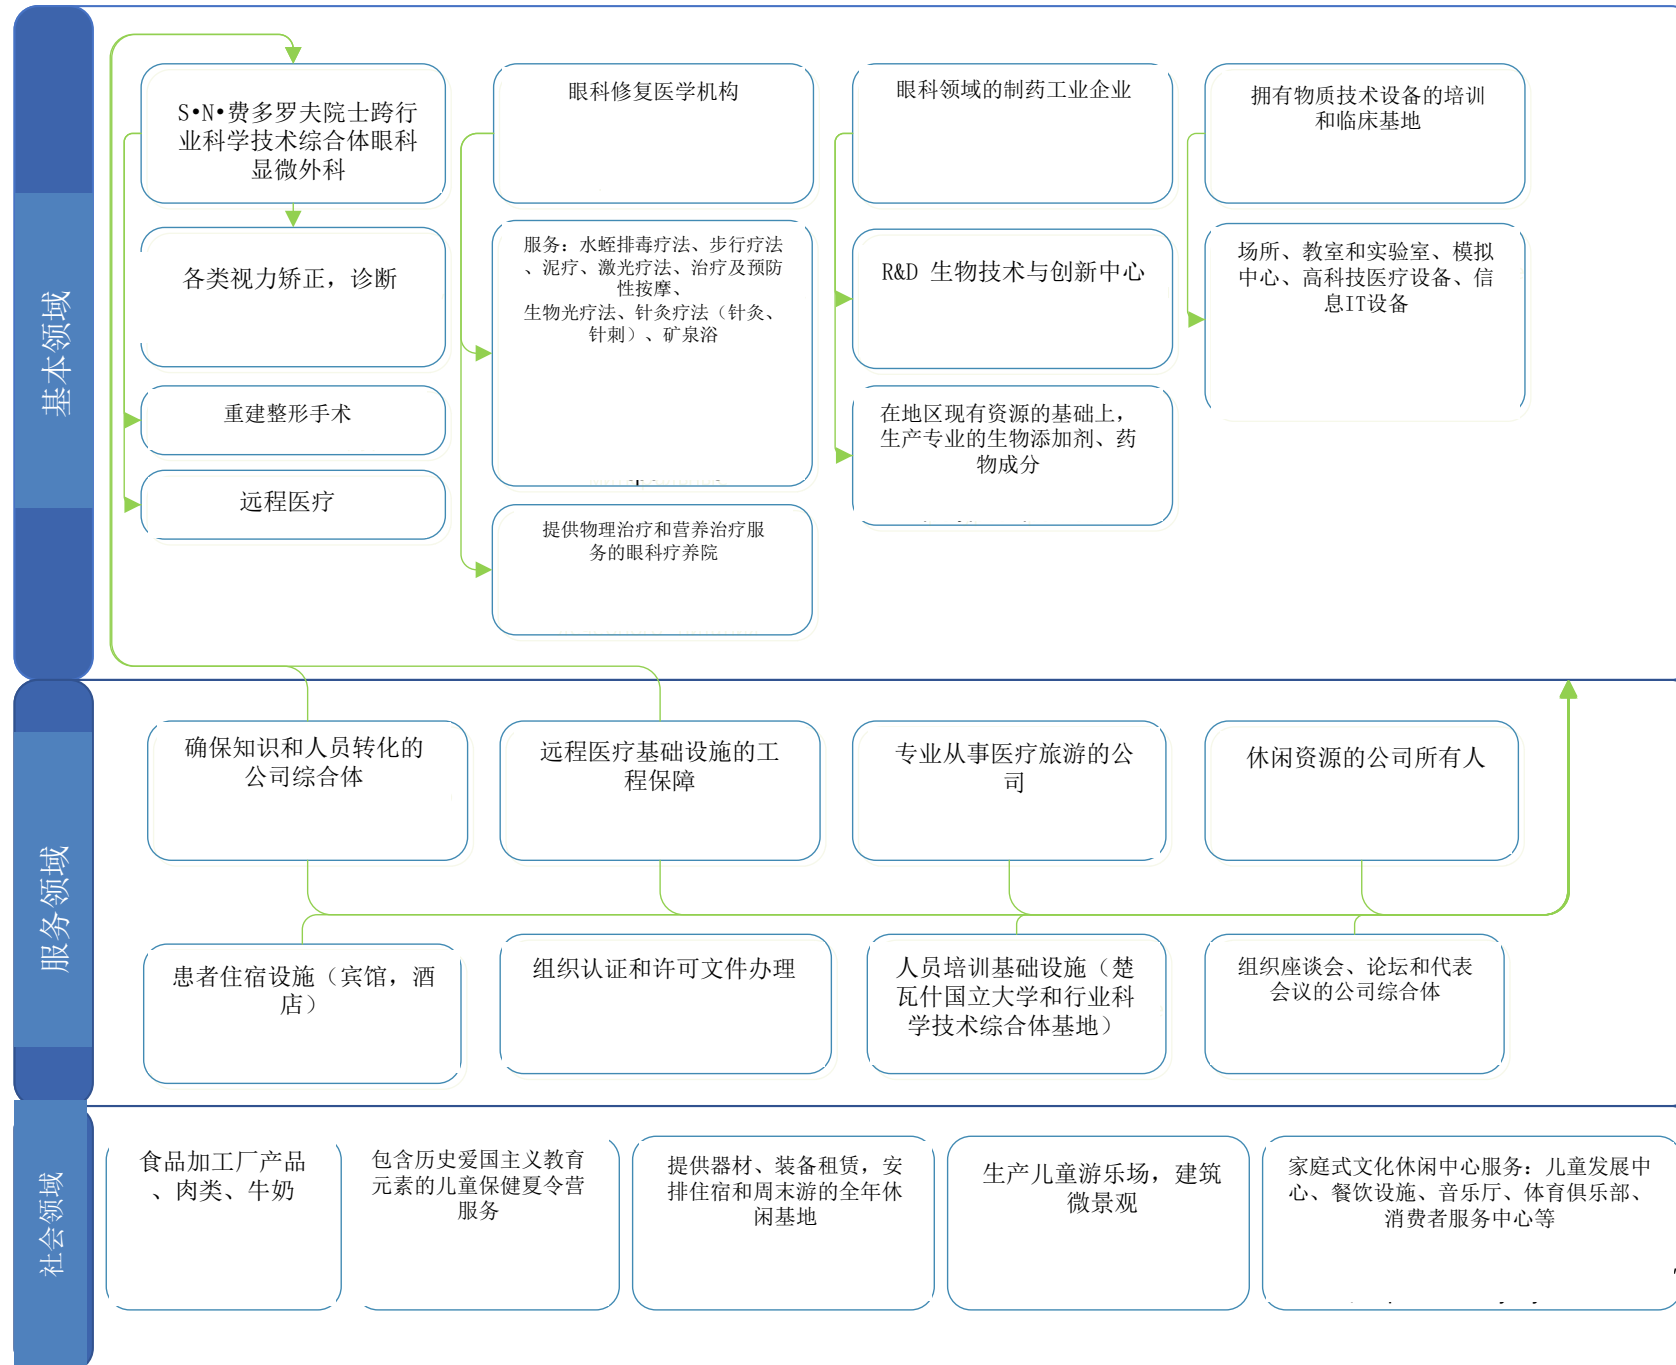 基本领域
S•N•费多罗夫院士跨行
业科学技术综合体眼科
显微外科
各类视力矫正，诊断
重建整形手术
远程医疗
眼科修复医学机构
服务：水蛭排毒疗法、步行疗法
、泥疗、激光疗法、治疗及预防
性按摩、
生物光疗法、针灸疗法（针灸、
针刺）、矿泉浴
提供物理治疗和营养治疗服
务的眼科疗养院
眼科领域的制药工业企业
R&D 生物技术与创新中心
在地区现有资源的基础上，
生产专业的生物添加剂、药
物成分
拥有物质技术设备的培训
和临床基地
场所、教室和实验室、模拟
中心、高科技医疗设备、信
息IT设备
服务领域
确保知识和人员转化的
公司综合体
远程医疗基础设施的工
程保障
专业从事医疗旅游的公
司
休闲资源的公司所有人
患者住宿设施（宾馆，酒
店）
组织认证和许可文件办理
人员培训基础设施（楚
瓦什国立大学和行业科
学技术综合体基地）
组织座谈会、论坛和代表
会议的公司综合体
社会领域
食品加工厂产品
、肉类、牛奶
包含历史爱国主义教育
元素的儿童保健夏令营
服务
提供器材、装备租赁，安
排住宿和周末游的全年休
闲基地
生产儿童游乐场，建筑
微景观
家庭式文化休闲中心服务：儿童发展中
心、餐饮设施、音乐厅、体育俱乐部、
消费者服务中心等